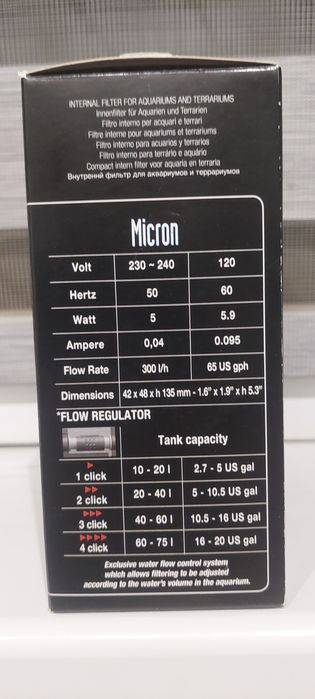 INTERNAL FILTER FOR AQUARIUMS AND TERRARIUMS
Innenfilter für Aquarien und Terrarien
Filtro interno per acquari e terrari
Filtre interne pour aquariums et terrariums
Filtro interno para acuarios y terrarios
Filtro interno para terrário e aquário
Compact intern filter voor aquaria en terraria
Внутренний фильтр для аквариумов и террариумов
Micron
Volt 230 ~ 240 120
Hertz 50 60
Watt 5 5.9
Ampere 0,04 0.095
Flow Rate 300 l/h 65 US gph
Dimensions 42 x 48 x h 135 mm - 1.6" x 1.9" x h 5.3"
*FLOW REGULATOR
Tank capacity
1 click 10 - 20 l 2.7 - 5 US gal
2 click 20 - 40 l 5 - 10.5 US gal
3 click 40 - 60 l 10.5 - 16 US gal
4 click 60 - 75 l 16 - 20 US gal
Exclusive water flow control system
which allows filtering to be adjusted
according to the water's volume in the aquarium.